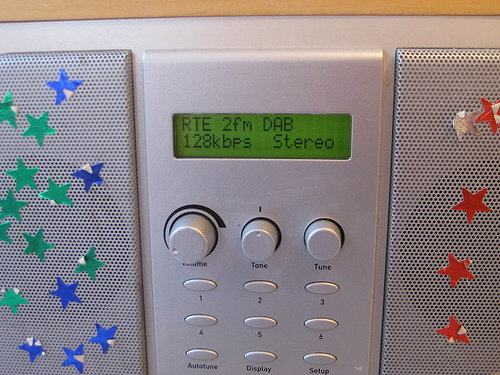 RTE 2fm DAB
128kbps Stereo
Volume Tone Tune
1 2 3
4 5 6
Autotune Display Setup